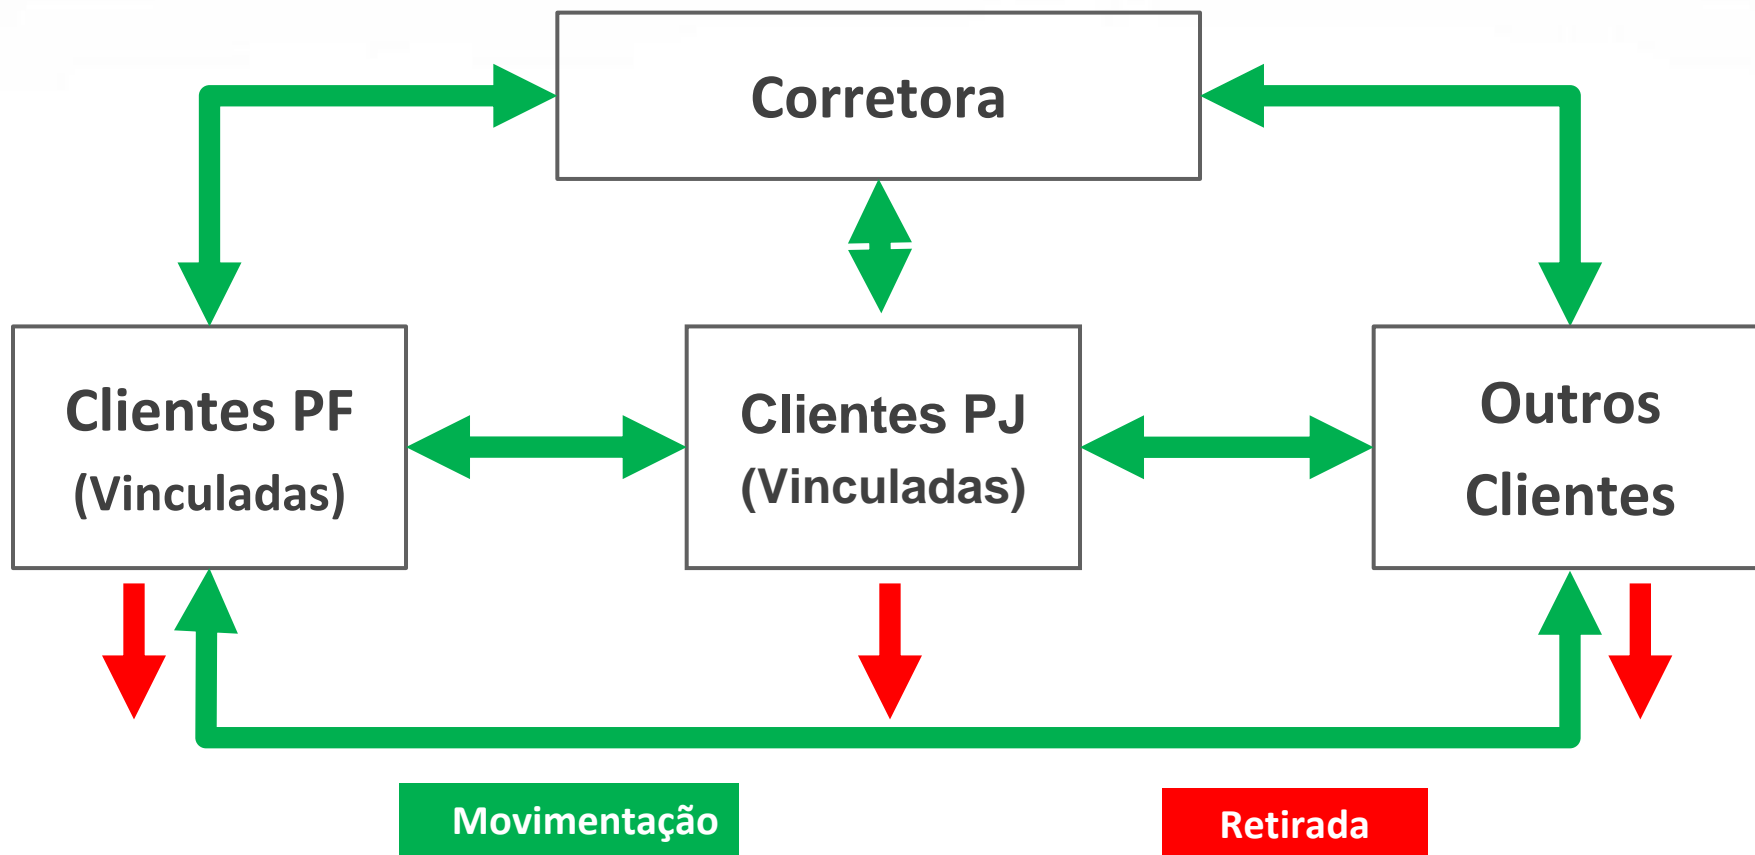 Corretora
Clientes PF
(Vinculadas)
Clientes PJ
(Vinculadas)
Outros
Clientes
Movimentação
Retirada